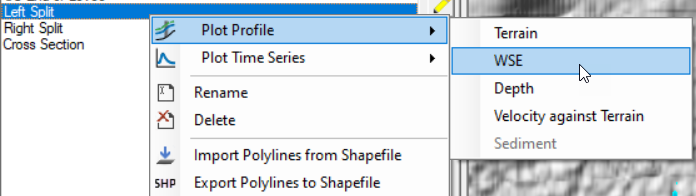 Left Split
Right Split
Cross Section
Plot Profile
Plot Time Series
Rename
Delete
Import Polylines from Shapefile
SHP Export Polylines to Shapefile
Terrain
WSE
Depth
Velocity against Terrain
Sediment